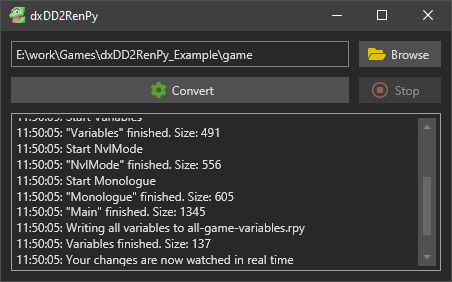 dxDD2RenPy
E:\work\Games\dxDD2RenPy_Example\game
Browse
Convert
Stop
11:50:05: Start Variables
11:50:05: "Variables" finished. Size: 491
11:50:05: Start NvlMode
11:50:05: "NvlMode" finished. Size: 556
11:50:05: Start Monologue
11:50:05: "Monologue" finished. Size: 605
11:50:05: "Main" finished. Size: 1345
11:50:05: Writing all variables to all-game-variables.rpy
11:50:05: Variables finished. Size: 137
11:50:05: Your changes are now watched in real time